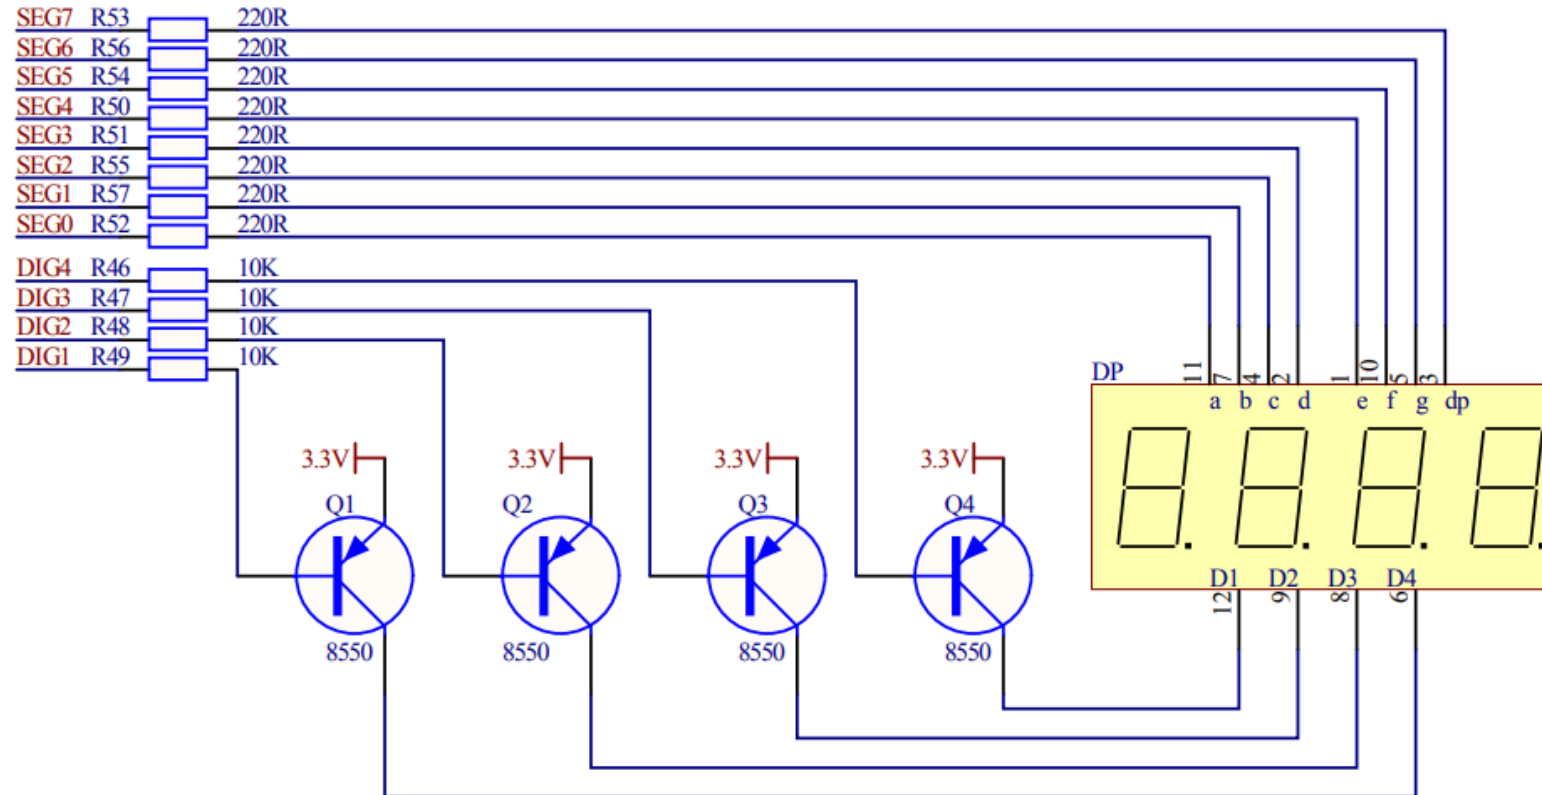 SEG7 R53 220R
SEG6 R56 220R
SEG5 R54 220R
SEG4 R50 220R
SEG3 R51 220R
SEG2 R55 220R
SEG1 R57 220R
SEG0 R52 220R
DIG4 R46 10K
DIG3 R47 10K
DIG2 R48 10K
DIG1 R49 10K
11 7 4 2 1 10 5 3
DP
a b c d e f g dp
3.3V 3.3V 3.3V 3.3V
Q1 Q2 Q3 Q4
D1 D2 D3 D4
12 9 8 6
8550 8550 8550 8550